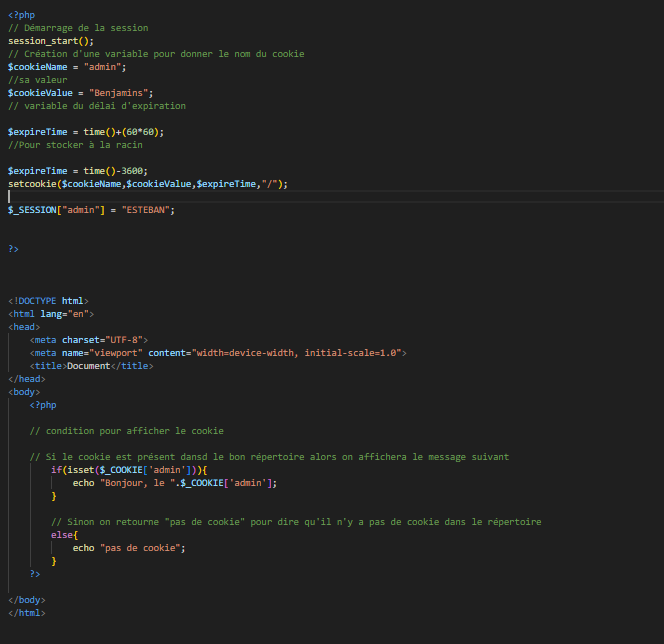 <?php
// Démarrage de la session
session_start();
// Création d'une variable pour donner le nom du cookie
$cookieName = "admin";
//sa valeur
$cookieValue = "Benjamins";
// variable du délai d'expiration
$expireTime = time()+(60*60);
//Pour stocker à la racin
$expireTime = time()-3600;
setcookie($cookieName,$cookieValue,$expireTime,"/");
$_SESSION["admin"] = "ESTEBAN";
?>
<!DOCTYPE html>
<html lang="en">
<head>
<meta charset="UTF-8">
<meta name="viewport" content="width=device-width, initial-scale=1.0">
<title>Document</title>
</head>
<body>
<?php
// condition pour afficher le cookie
// Si le cookie est présent dansd le bon répertoire alors on affichera le message suivant
if(isset($_COOKIE['admin'])){
echo "Bonjour, le ".$_COOKIE['admin'];
}
// Sinon on retourne "pas de cookie" pour dire qu'il n'y a pas de cookie dans le répertoire
else{
echo "pas de cookie";
}
?>
</body>
</html>